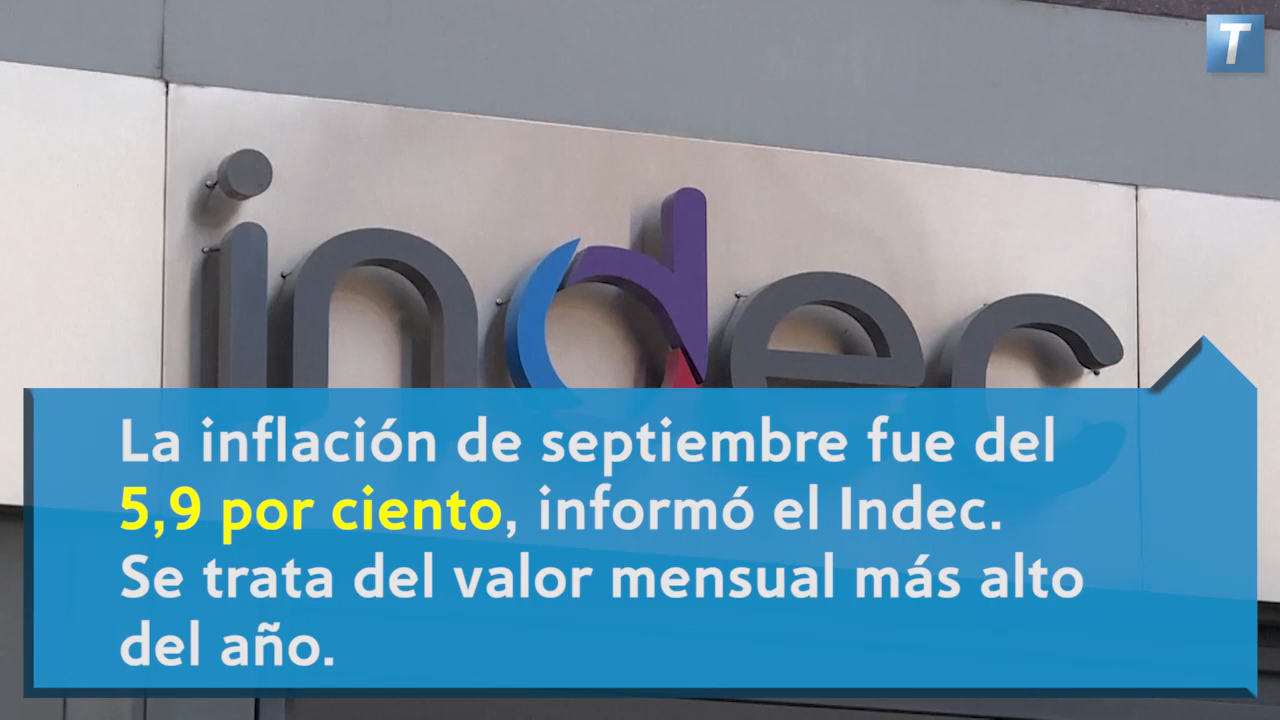 T
indec
La inflación de septiembre fue del
5,9 por ciento, informó el Indec.
Se trata del valor mensual más alto
del año.